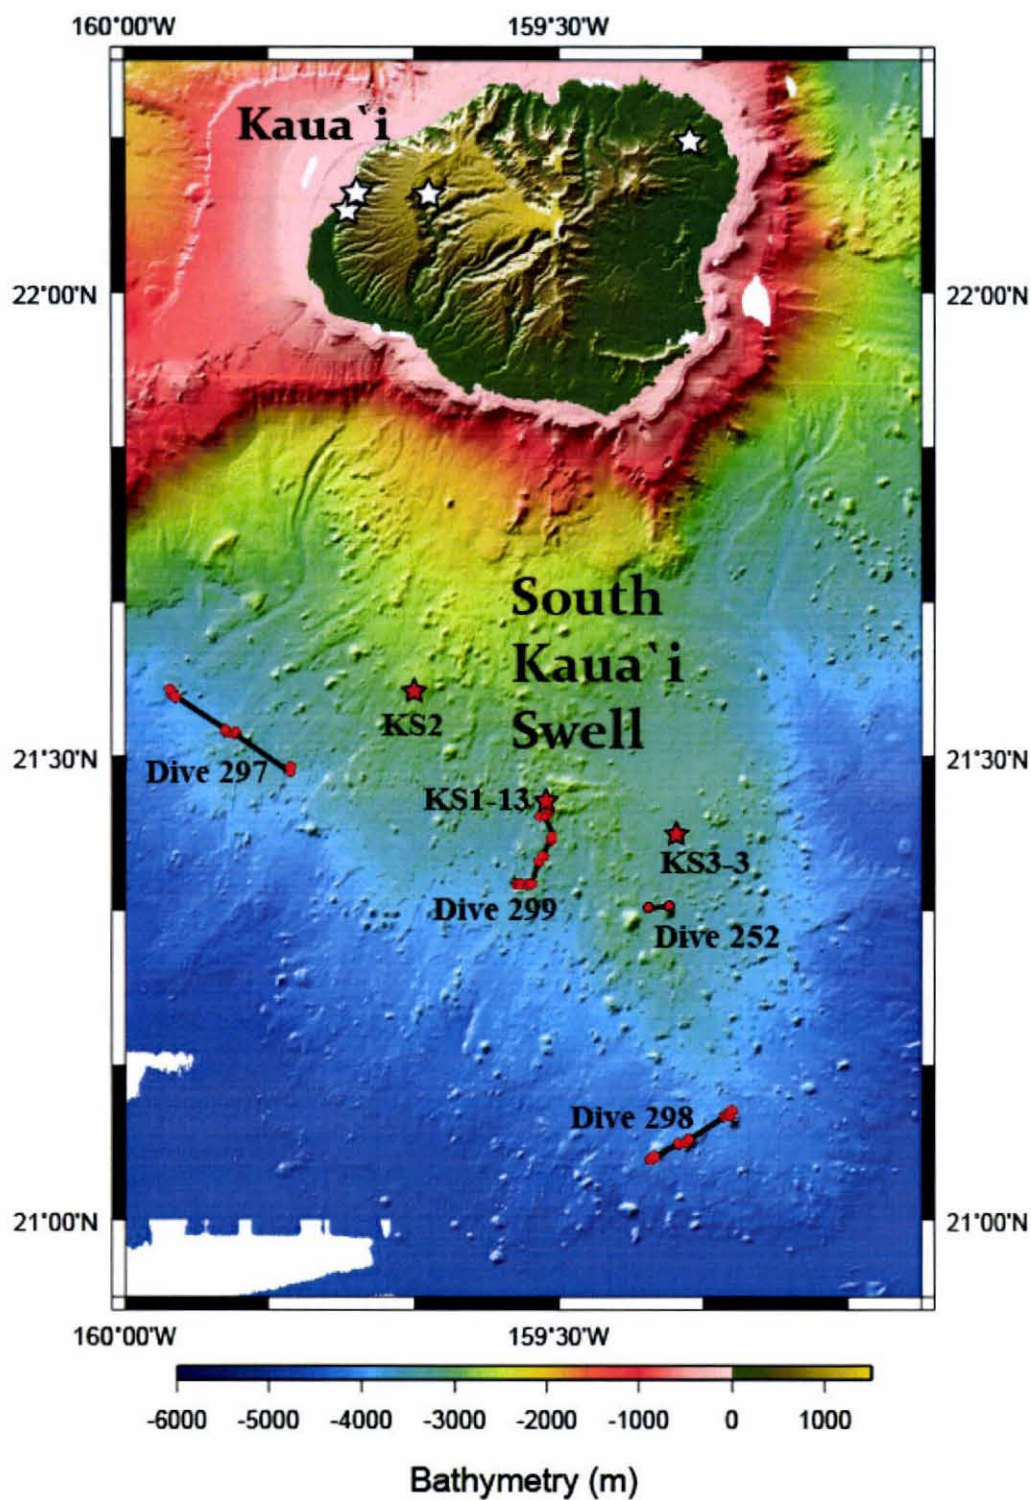 160°00'W
159°30'W
Kaua`i
22°00'N
22°00'N
South
Kaua`i
Swell
KS2
21°30'N
21°30'N
Dive 297
KS1-13
KS3-3
Dive 299
Dive 252
Dive 298
21°00'N
21°00'N
160°00'W
159°30'W
-6000 -5000 -4000 -3000 -2000 -1000 0 1000
Bathymetry (m)